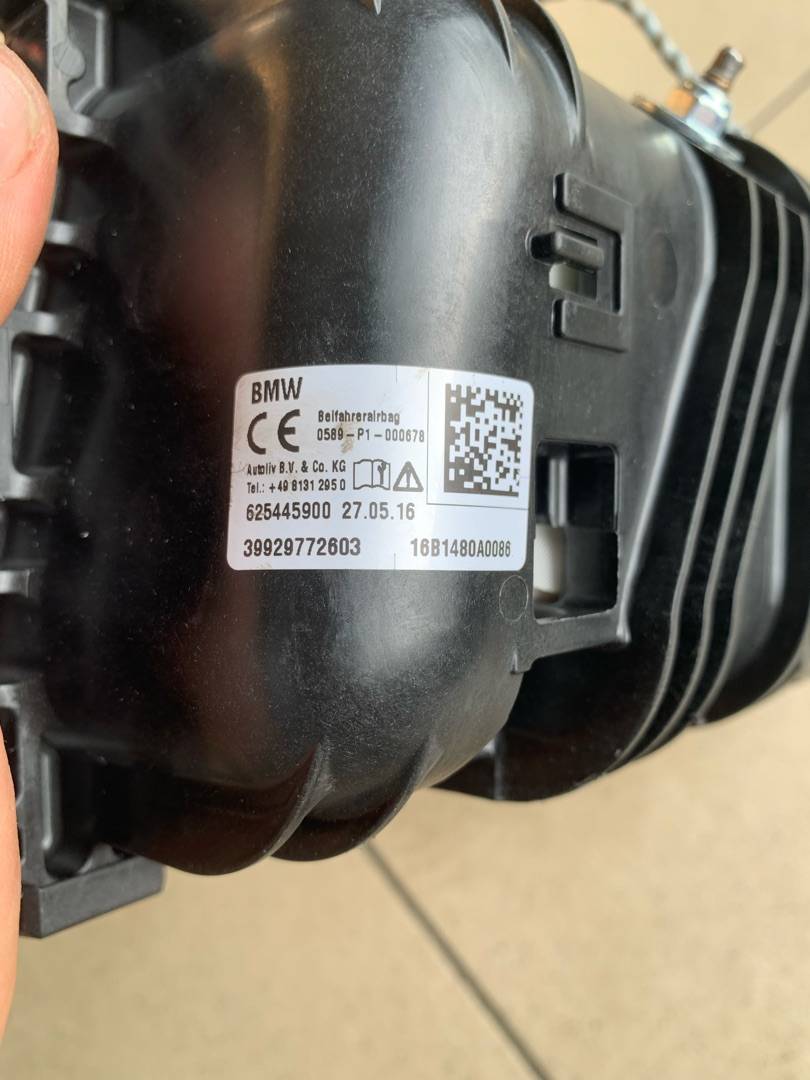 BMW
CE
Beifahrerairbag
0589-P1-000678
Autoliv B.V. & Co. KG
Tel.: +49 8131 295 0
625445900 27.05.16
39929772603 16B1480A0086